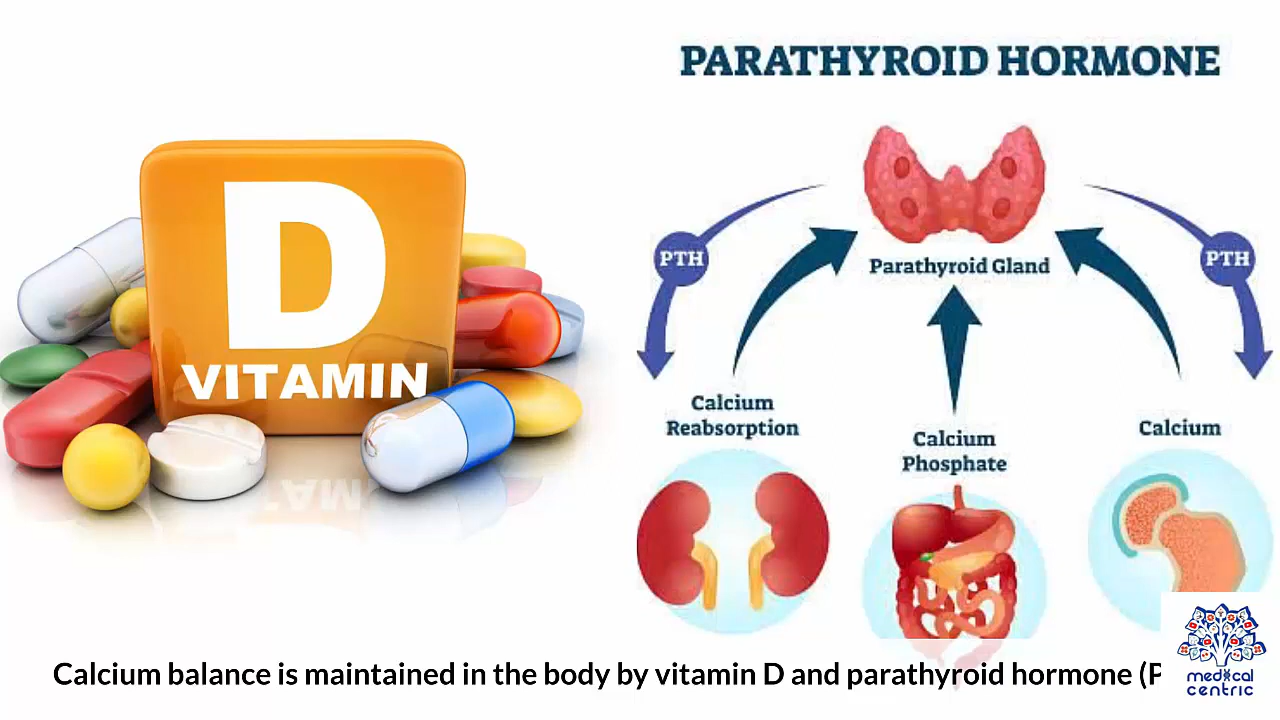 D
VITAMIN
PARATHYROID HORMONE
PTH
PTH
Parathyroid Gland
Calcium
Reabsorption
Calcium
Phosphate
Calcium
Calcium balance is maintained in the body by vitamin D and parathyroid hormone (P
medical
centric